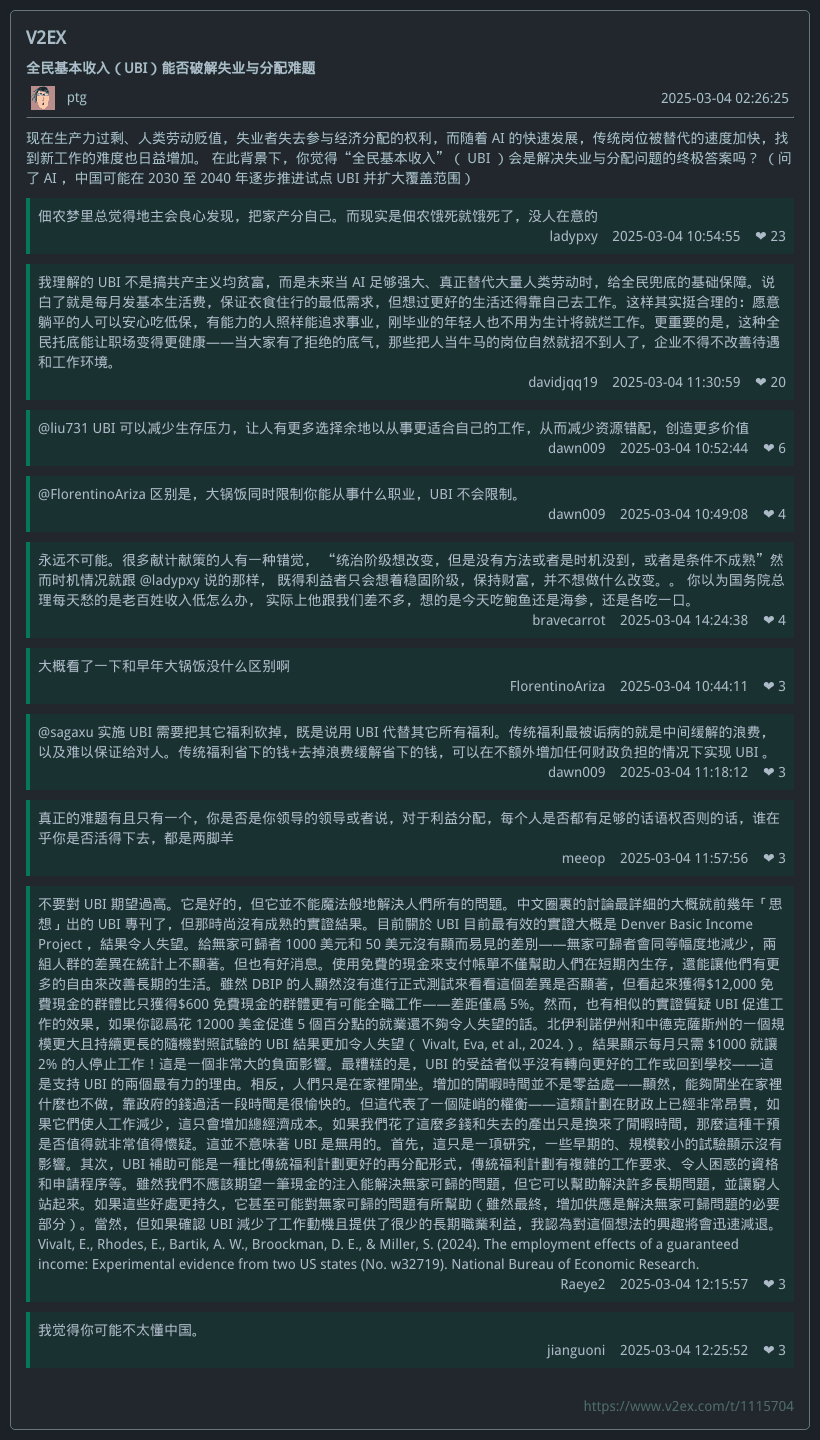 V2EX
全民基本收入（UBI）能否破解失业与分配难题
ptg 2025-03-04 02:26:25
现在生产力过剩、人类劳动贬值，失业者失去参与经济分配的权利，而随着 AI 的快速发展，传统岗位被替代的速度加快，找
到新工作的难度也日益增加。 在此背景下，你觉得“全民基本收入”（ UBI ）会是解决失业与分配问题的终极答案吗？（问
了 AI ，中国可能在 2030 至 2040 年逐步推进试点 UBI 并扩大覆盖范围）
佃农梦里总觉得地主会良心发现，把家产分自己。而现实是佃农饿死就饿死了，没人在意的
ladypxy 2025-03-04 10:54:55 ❤ 23
我理解的 UBI 不是搞共产主义均贫富，而是未来当 AI 足够强大、真正替代大量人类劳动时，给全民兜底的基础保障。说
白了就是每月发基本生活费，保证衣食住行的最低需求，但想过更好的生活还得靠自己去工作。这样其实挺合理的：愿意
躺平的人可以安心吃低保，有能力的人照样能追求事业，刚毕业的年轻人也不用为生计将就烂工作。更重要的是，这种全
民托底能让职场变得更健康——当大家有了拒绝的底气，那些把人当牛马的岗位自然就招不到人了，企业不得不改善待遇
和工作环境。
davidjqq19 2025-03-04 11:30:59 ❤ 20
@liu731 UBI 可以减少生存压力，让人有更多选择余地以从事更适合自己的工作，从而减少资源错配，创造更多价值
dawn009 2025-03-04 10:52:44 ❤ 6
@FlorentinoAriza 区别是，大锅饭同时限制你能从事什么职业，UBI 不会限制。
dawn009 2025-03-04 10:49:08 ❤ 4
永远不可能。很多献计献策的人有一种错觉， “统治阶级想改变，但是没有方法或者是时机没到，或者是条件不成熟”然
而时机情况就跟 @ladypxy 说的那样， 既得利益者只会想着稳固阶级，保持财富，并不想做什么改变。。 你以为国务院总
理每天愁的是老百姓收入低怎么办， 实际上他跟我们差不多，想的是今天吃鲍鱼还是海参，还是各吃一口。
bravecarrot 2025-03-04 14:24:38 ❤ 4
大概看了一下和早年大锅饭没什么区别啊
FlorentinoAriza 2025-03-04 10:44:11 ❤ 3
@sagaxu 实施 UBI 需要把其它福利砍掉，既是说用 UBI 代替其它所有福利。传统福利最被诟病的就是中间缓解的浪费，
以及难以保证给对人。传统福利省下的钱+去掉浪费缓解省下的钱，可以在不额外增加任何财政负担的情况下实现 UBI 。
dawn009 2025-03-04 11:18:12 ❤ 3
真正的难题有且只有一个，你是否是你领导的领导或者说，对于利益分配，每个人是否都有足够的话语权否则的话，谁在
乎你是否活得下去，都是两脚羊
meeop 2025-03-04 11:57:56 ❤ 3
不要對 UBI 期望過高。它是好的，但它並不能魔法般地解決人們所有的問題。中文圈裏的討論最詳細的大概就前幾年「思
想」出的 UBI 專刊了，但那時尚沒有成熟的實證結果。目前關於 UBI 目前最有效的實證大概是 Denver Basic Income
Project ，結果令人失望。給無家可歸者 1000 美元和 50 美元沒有顯而易見的差別——無家可歸者會同等幅度地減少，兩
組人群的差異在統計上不顯著。但也有好消息。使用免費的現金來支付帳單不僅幫助人們在短期內生存，還能讓他們有更
多的自由來改善長期的生活。雖然 DBIP 的人顯然沒有進行正式測試來看看這個差異是否顯著，但看起來獲得$12,000 免
費現金的群體比只獲得$600 免費現金的群體更有可能全職工作——差距僅爲 5%。然而，也有相似的實證質疑 UBI 促進工
作的效果，如果你認爲花 12000 美金促進 5 個百分點的就業還不夠令人失望的話。北伊利諾伊州和中德克薩斯州的一個規
模更大且持續更長的隨機對照試驗的 UBI 結果更加令人失望（ Vivalt, Eva, et al., 2024.）。結果顯示每月只需 $1000 就讓
2% 的人停止工作！這是一個非常大的負面影響。最糟糕的是，UBI 的受益者似乎沒有轉向更好的工作或回到學校——這
是支持 UBI 的兩個最有力的理由。相反，人們只是在家裡閒坐。增加的閒暇時間並不是零益處——顯然，能夠閒坐在家裡
什麼也不做，靠政府的錢過活一段時間是很愉快的。但這代表了一個陡峭的權衡——這類計劃在財政上已經非常昂貴，如
果它們使人工作減少，這只會增加總經濟成本。如果我們花了這麼多錢和失去的產出只是換來了閒暇時間，那麼這種干預
是否值得就非常值得懷疑。這並不意味著 UBI 是無用的。首先，這只是一項研究，一些早期的、規模較小的試驗顯示沒有
影響。其次，UBI 補助可能是一種比傳統福利計劃更好的再分配形式，傳統福利計劃有複雜的工作要求、令人困惑的資格
和申請程序等。雖然我們不應該期望一筆現金的注入能解決無家可歸的問題，但它可以幫助解決許多長期問題，並讓窮人
站起來。如果這些好處更持久，它甚至可能對無家可歸的問題有所幫助（雖然最終，增加供應是解決無家可歸問題的必要
部分）。當然，但如果確認 UBI 減少了工作動機且提供了很少的長期職業利益，我認為對這個想法的興趣將會迅速減退。
Vivalt, E., Rhodes, E., Bartik, A. W., Broockman, D. E., & Miller, S. (2024). The employment effects of a guaranteed
income: Experimental evidence from two US states (No. w32719). National Bureau of Economic Research.
Raeye2 2025-03-04 12:15:57 ❤ 3
我觉得你可能不太懂中国。
jianguoni 2025-03-04 12:25:52 ❤ 3
https://www.v2ex.com/t/1115704